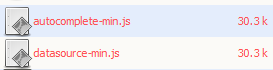 autocomplete-min.js 30.3 k
datasource-min.js 30.3 k